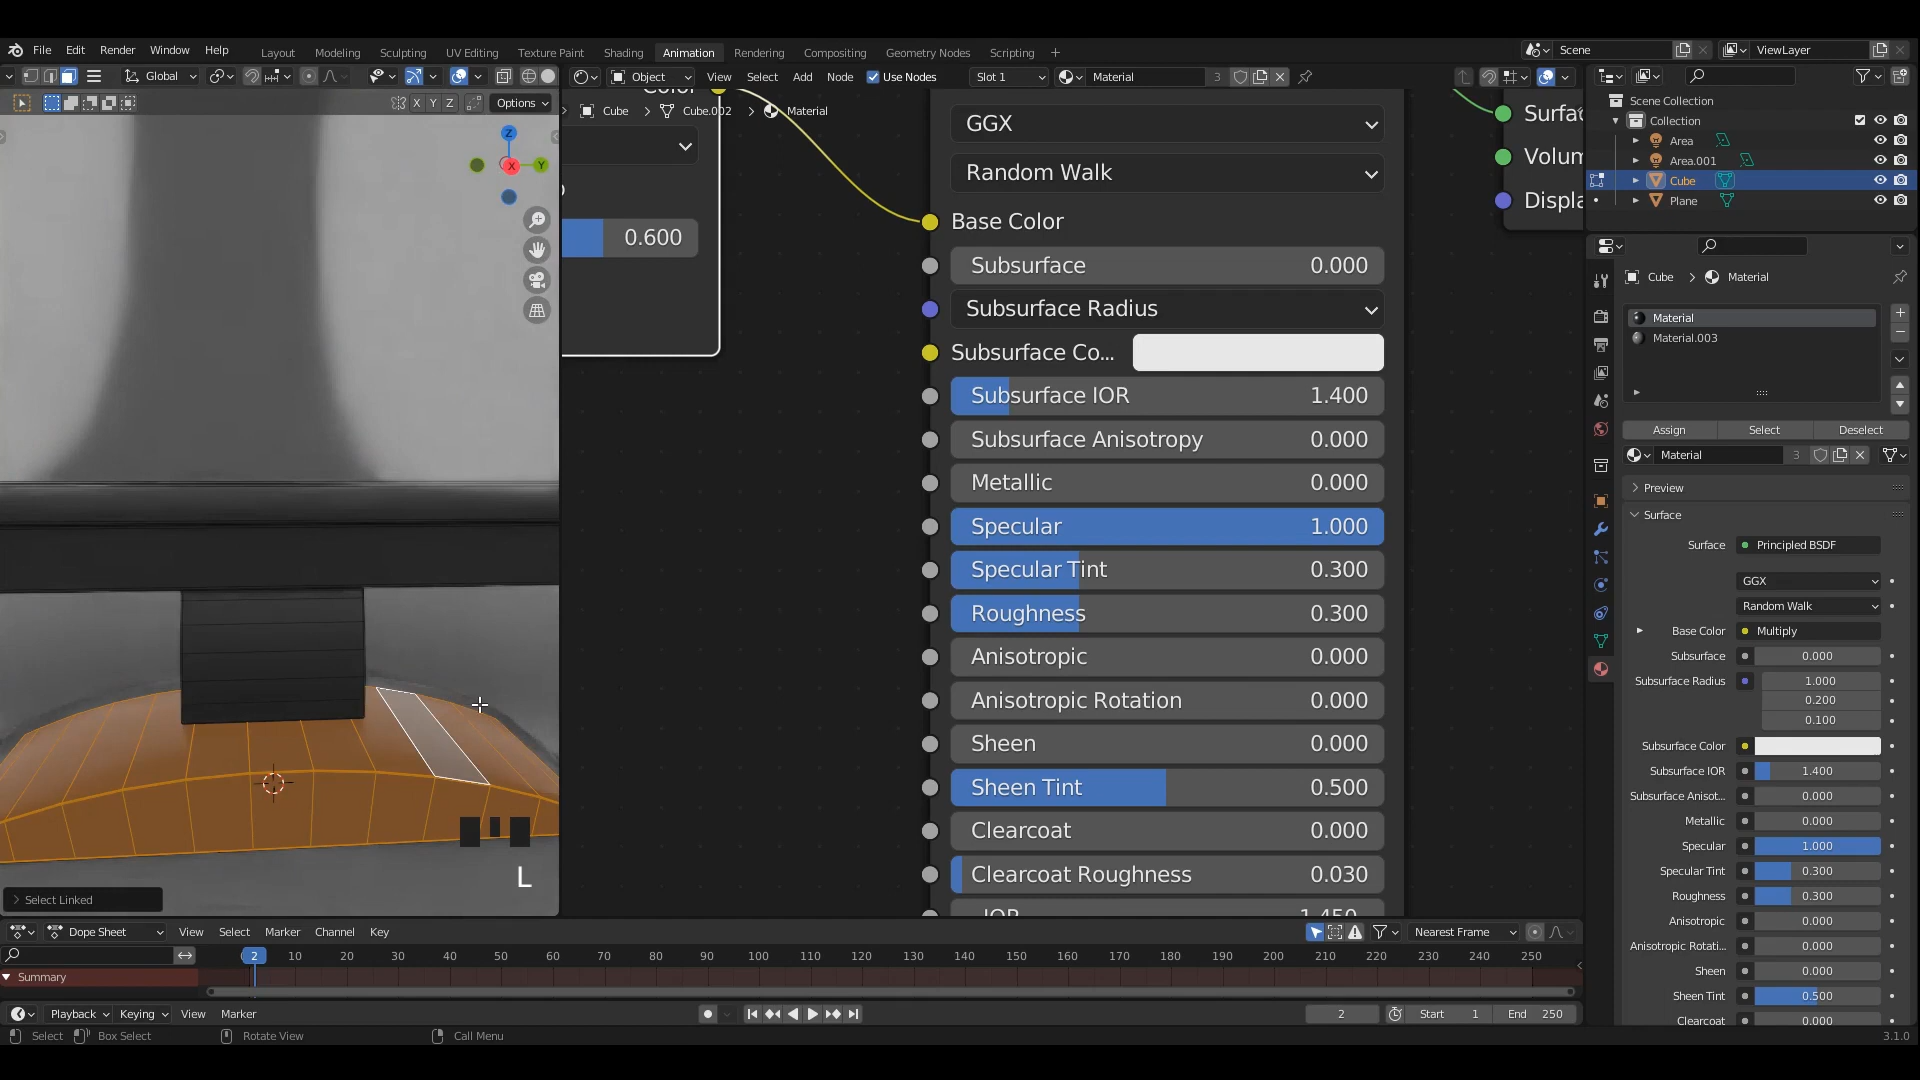 File Edit Render Window Help Layout Modeling Sculpting UV Editing Texture Paint Shading Animation Rendering Compositing Geometry Nodes Scripting Scene ViewLayer
Global Object View Select Add Node Use Nodes Slot 1 Material 3
X Y Z Options
Cube Cube.002 Material
Z
X
Y
0.600
GGX
Random Walk
Base Color
Subsurface 0.000
Subsurface Radius
Subsurface Co...
Subsurface IOR 1.400
Subsurface Anisotropy 0.000
Metallic 0.000
Specular 1.000
Specular Tint 0.300
Roughness 0.300
Anisotropic 0.000
Anisotropic Rotation 0.000
Sheen 0.000
Sheen Tint 0.500
Clearcoat 0.000
Clearcoat Roughness 0.030
IOR 1.450
Surfac
Volum
Displa
L
Select Linked
Scene Collection
Collection
Area
Area.001
Cube
Plane
Cube Material
Material
Material.003
Assign Select Deselect
Material 3
Preview
Surface
Surface Principled BSDF
GGX
Random Walk
Base Color Multiply
Subsurface 0.000
Subsurface Radius 1.000
0.200
0.100
Subsurface Color
Subsurface IOR 1.400
Subsurface Anisot... 0.000
Metallic 0.000
Specular 1.000
Specular Tint 0.300
Roughness 0.300
Anisotropic 0.000
Anisotropic Rotati... 0.000
Sheen 0.000
Sheen Tint 0.500
Clearcoat 0.000
Dope Sheet View Select Marker Channel Key Nearest Frame
2 10 20 30 40 50 60 70 80 90 100 110 120 130 140 150 160 170 180 190 200 210 220 230 240 250
Summary
Playback Keying View Marker 2 Start 1 End 250
Select Box Select Rotate View Call Menu 3.1.0